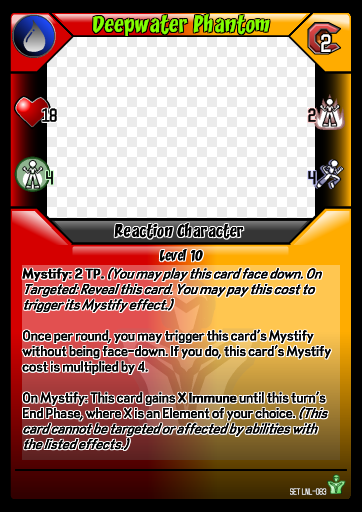 Deepwater Phantom
2
18
2
4
4
Reaction Character
Level 10
Mystify: 2 TP. (You may play this card face down. On
Targeted: Reveal this card. You may pay this cost to
trigger its Mystify effect.)
Once per round, you may trigger this card's Mystify
without being face-down. If you do, this card's Mystify
cost is multiplied by 4.
On Mystify: This card gains X Immune until this turn's
End Phase, where X is an Element of your choice. (This
card cannot be targeted or affected by abilities with
the listed effects.)
SET LNL-083